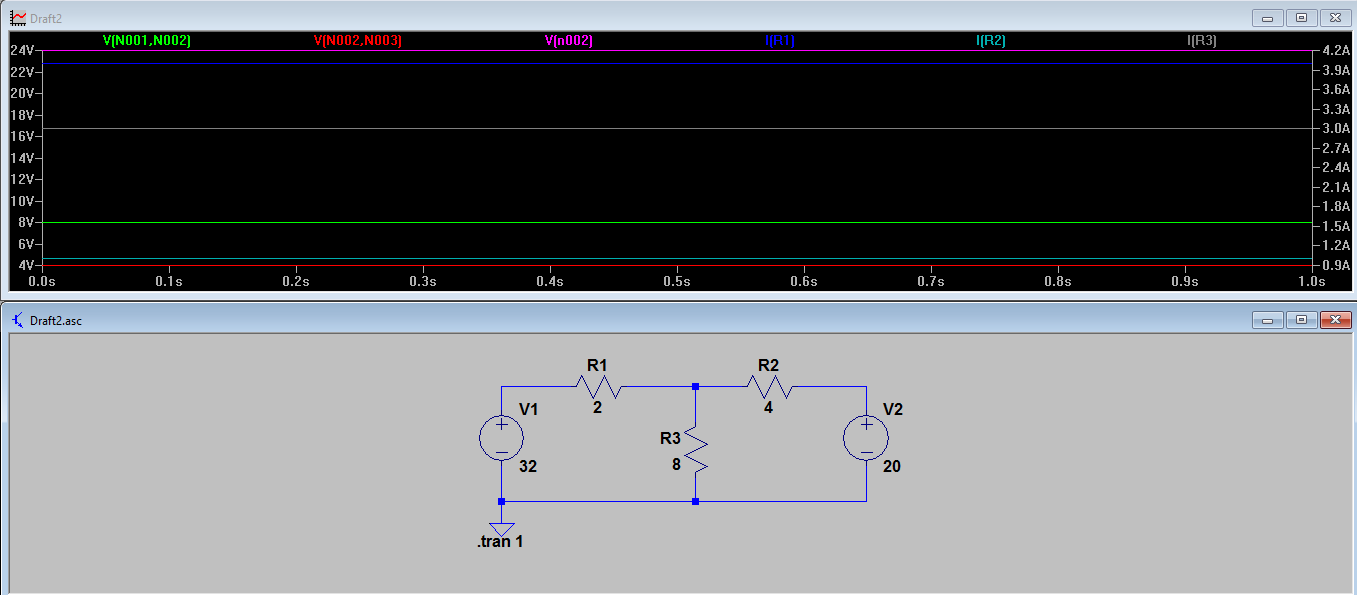 Draft2
V(N001,N002) V(N002,N003) V(n002) I(R1) I(R2) I(R3)
24V 4.2A
22V 3.9A
20V 3.6A
18V 3.3A
16V 3.0A
14V 2.7A
12V 2.4A
10V 2.1A
8V 1.8A
6V 1.5A
4V 1.2A
0.9A
0.0s 0.1s 0.2s 0.3s 0.4s 0.5s 0.6s 0.7s 0.8s 0.9s 1.0s
Draft2.asc
R1 R2
2 4
V1 V2
R3
8
32 20
.tran 1